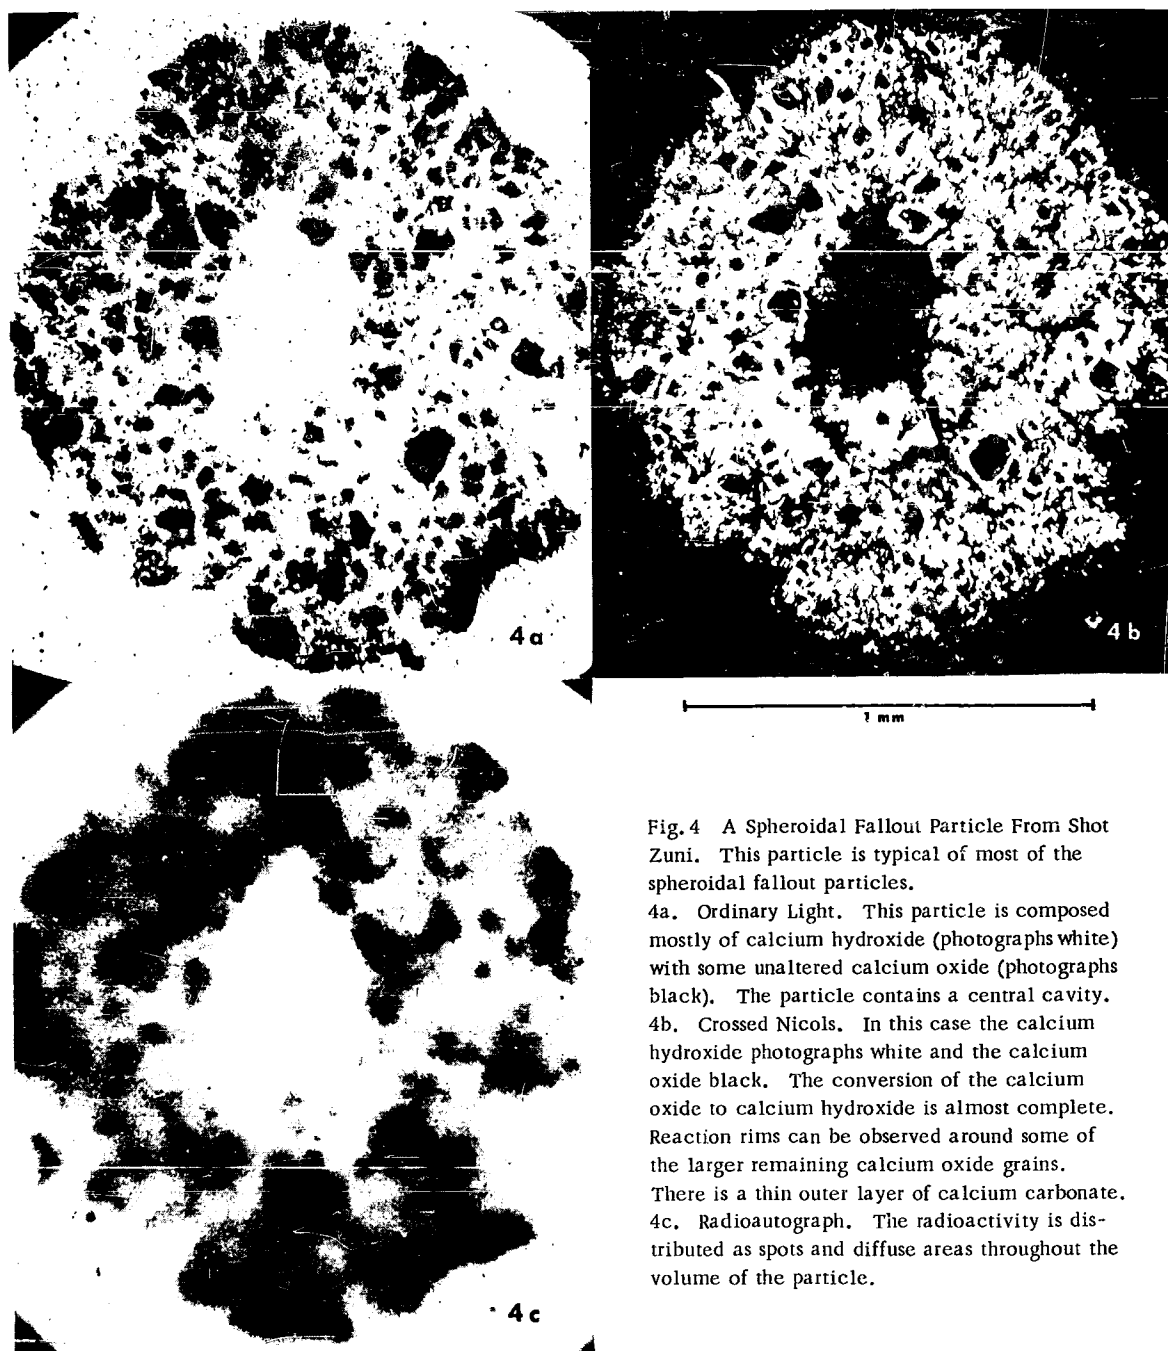 4a
4b
1 mm
4c
Fig. 4 A Spheroidal Fallout Particle From Shot
Zuni. This particle is typical of most of the
spheroidal fallout particles.
4a. Ordinary Light. This particle is composed
mostly of calcium hydroxide (photographs white)
with some unaltered calcium oxide (photographs
black). The particle contains a central cavity.
4b. Crossed Nicols. In this case the calcium
hydroxide photographs white and the calcium
oxide black. The conversion of the calcium
oxide to calcium hydroxide is almost complete.
Reaction rims can be observed around some of
the larger remaining calcium oxide grains.
There is a thin outer layer of calcium carbonate.
4c. Radioautograph. The radioactivity is dis-
tributed as spots and diffuse areas throughout the
volume of the particle.